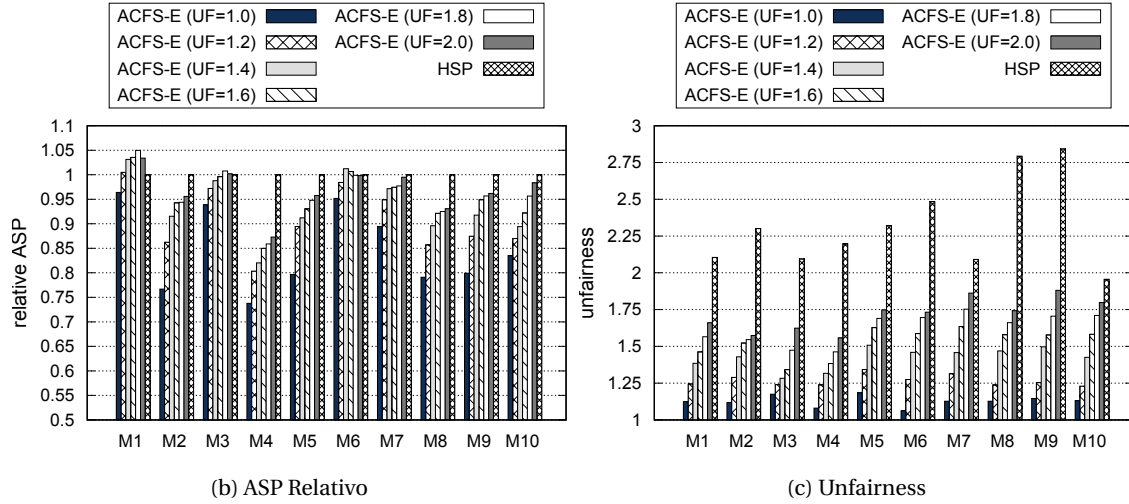 ACFS-E (UF=1.0)
ACFS-E (UF=1.2)
ACFS-E (UF=1.4)
ACFS-E (UF=1.6)
ACFS-E (UF=1.8)
ACFS-E (UF=2.0)
HSP
relative ASP
1.1
1.05
1
0.95
0.9
0.85
0.8
0.75
0.7
0.65
0.6
0.55
0.5
M1 M2 M3 M4 M5 M6 M7 M8 M9 M10
(b) ASP Relativo
ACFS-E (UF=1.0)
ACFS-E (UF=1.2)
ACFS-E (UF=1.4)
ACFS-E (UF=1.6)
ACFS-E (UF=1.8)
ACFS-E (UF=2.0)
HSP
unfairness
3
2.75
2.5
2.25
2
1.75
1.5
1.25
1
M1 M2 M3 M4 M5 M6 M7 M8 M9 M10
(c) Unfairness